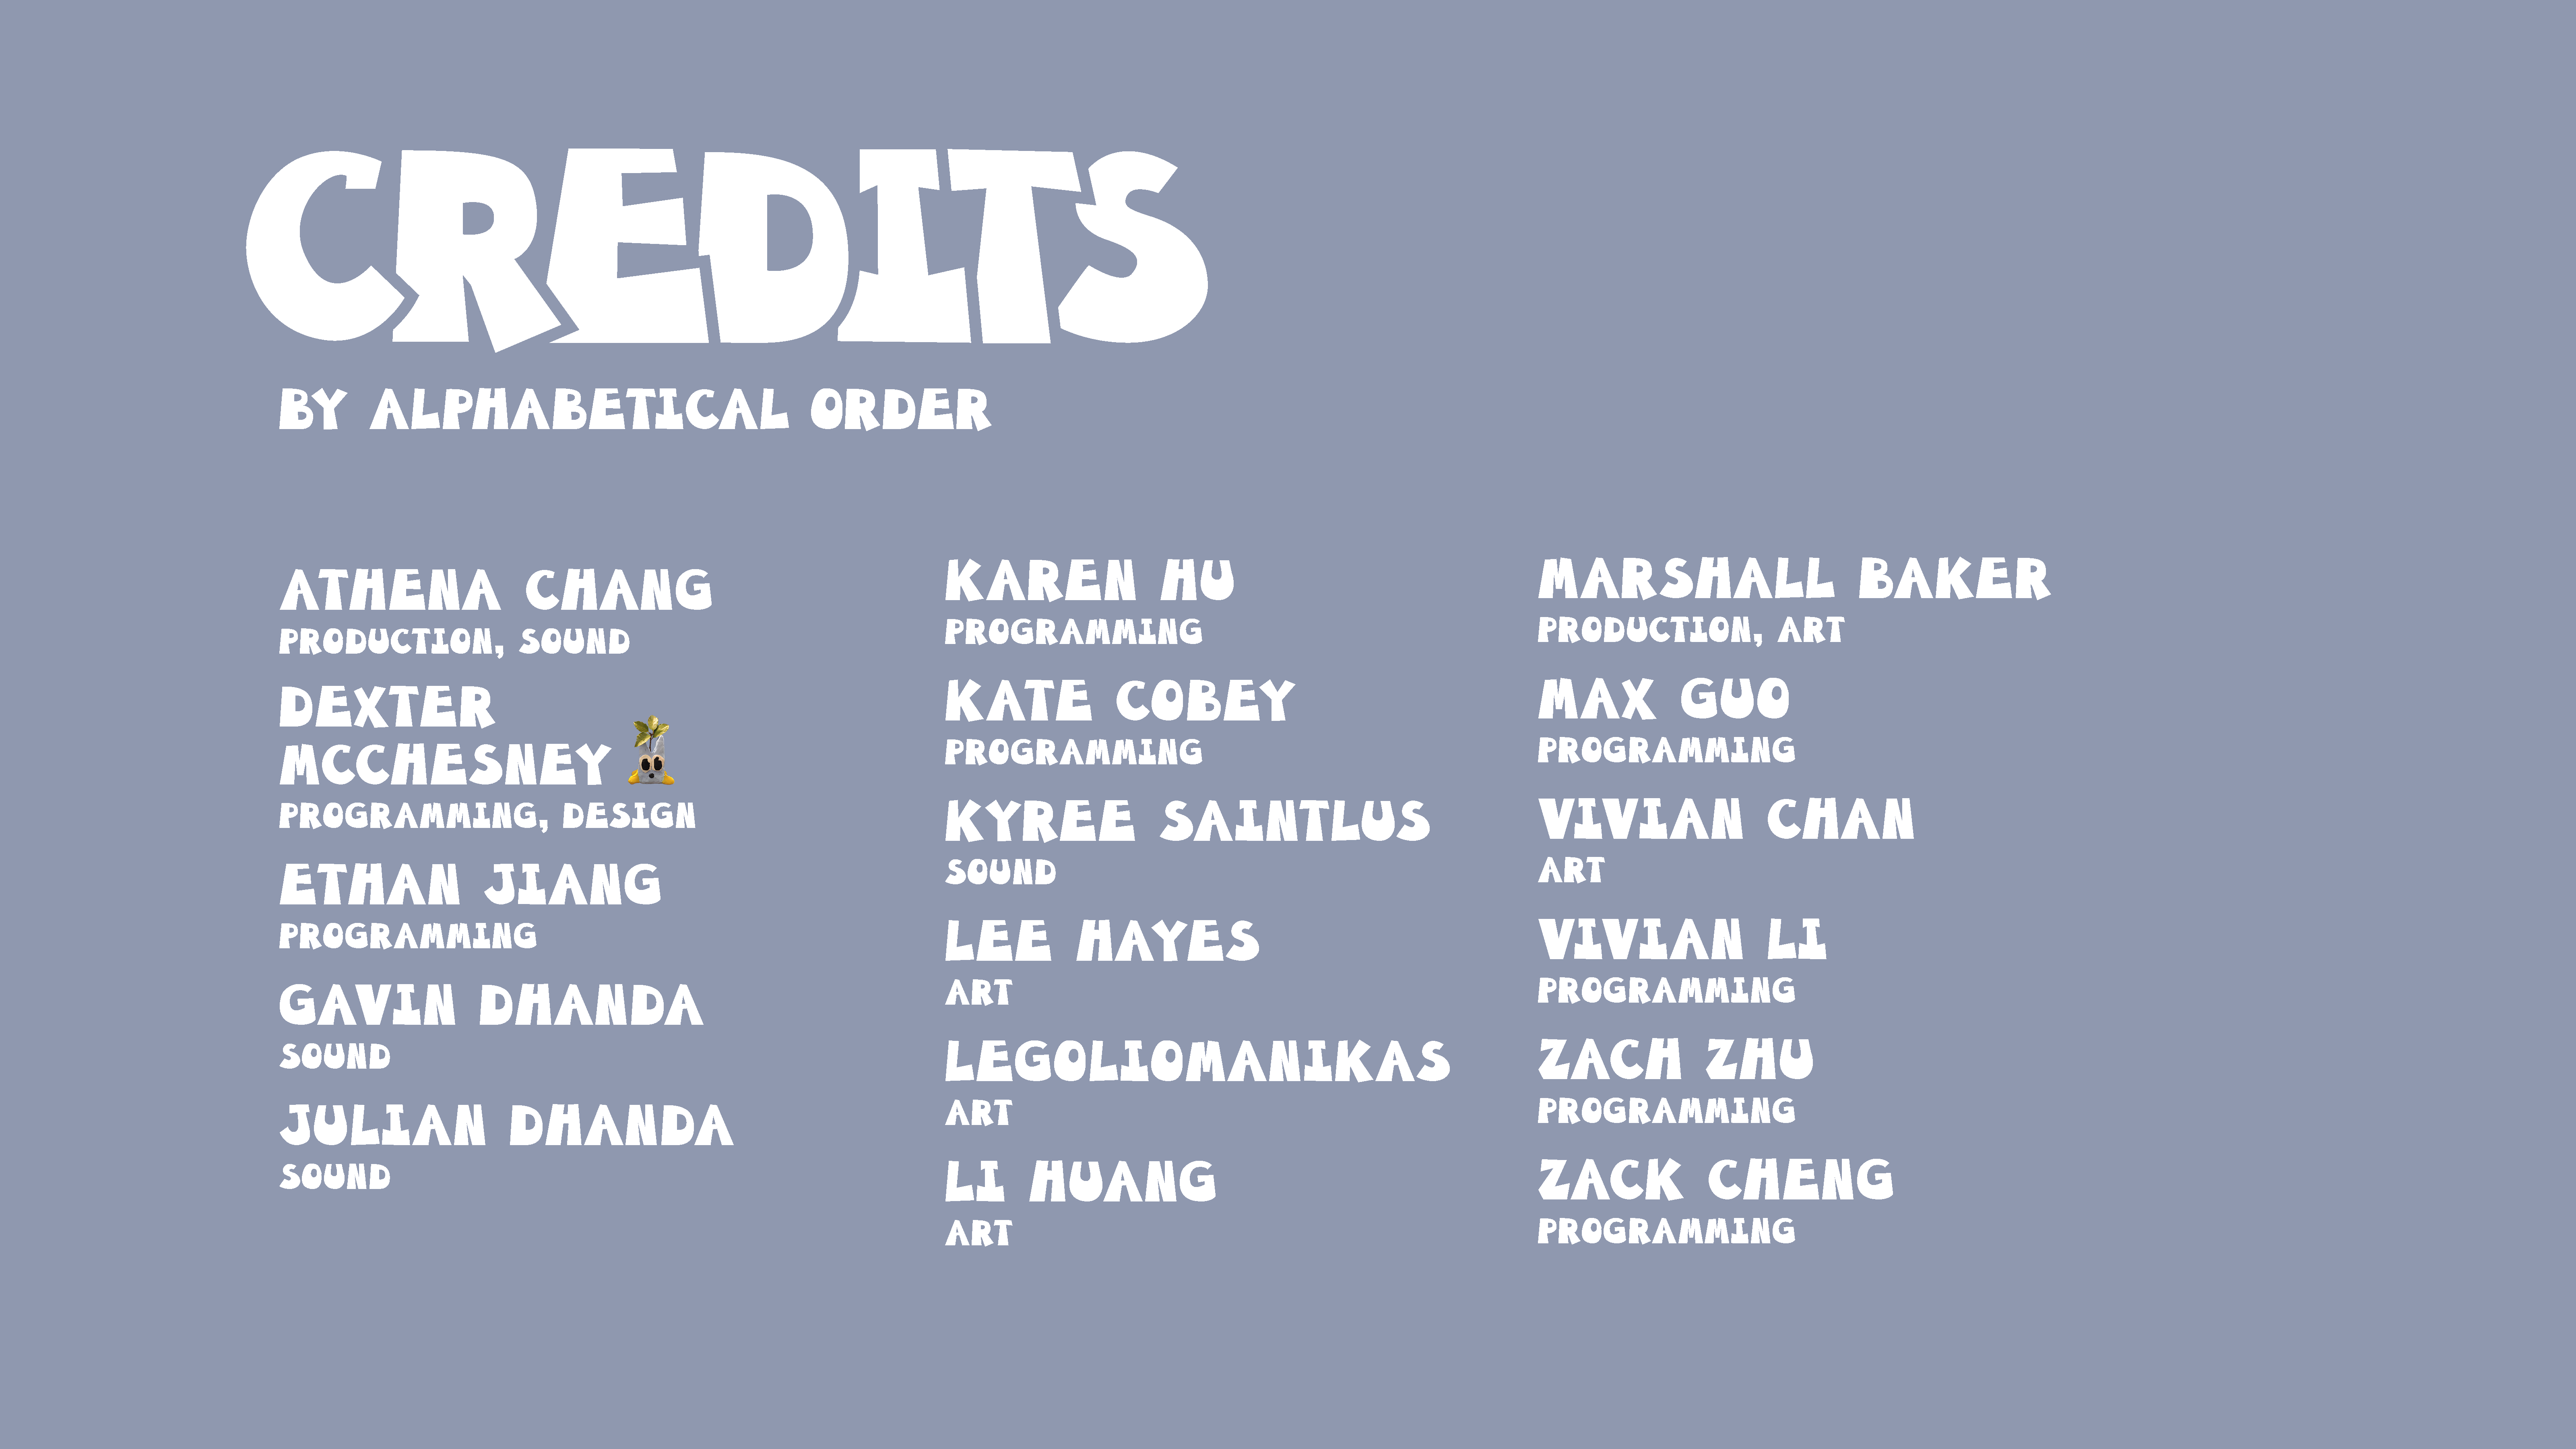 CREDITS
BY ALPHABETICAL ORDER
ATHENA CHANG
PRODUCTION, SOUND
DEXTER
MCCHESNEY
PROGRAMMING, DESIGN
ETHAN JIANG
PROGRAMMING
GAVIN DHANDA
SOUND
JULIAN DHANDA
SOUND
KAREN HU
PROGRAMMING
KATE COBEY
PROGRAMMING
KYREE SAINTLUS
SOUND
LEE HAYES
ART
LEGOLIOMANIKAS
ART
LI HUANG
ART
MARSHALL BAKER
PRODUCTION, ART
MAX GUO
PROGRAMMING
VIVIAN CHAN
ART
VIVIAN LI
PROGRAMMING
ZACH ZHU
PROGRAMMING
ZACK CHENG
PROGRAMMING